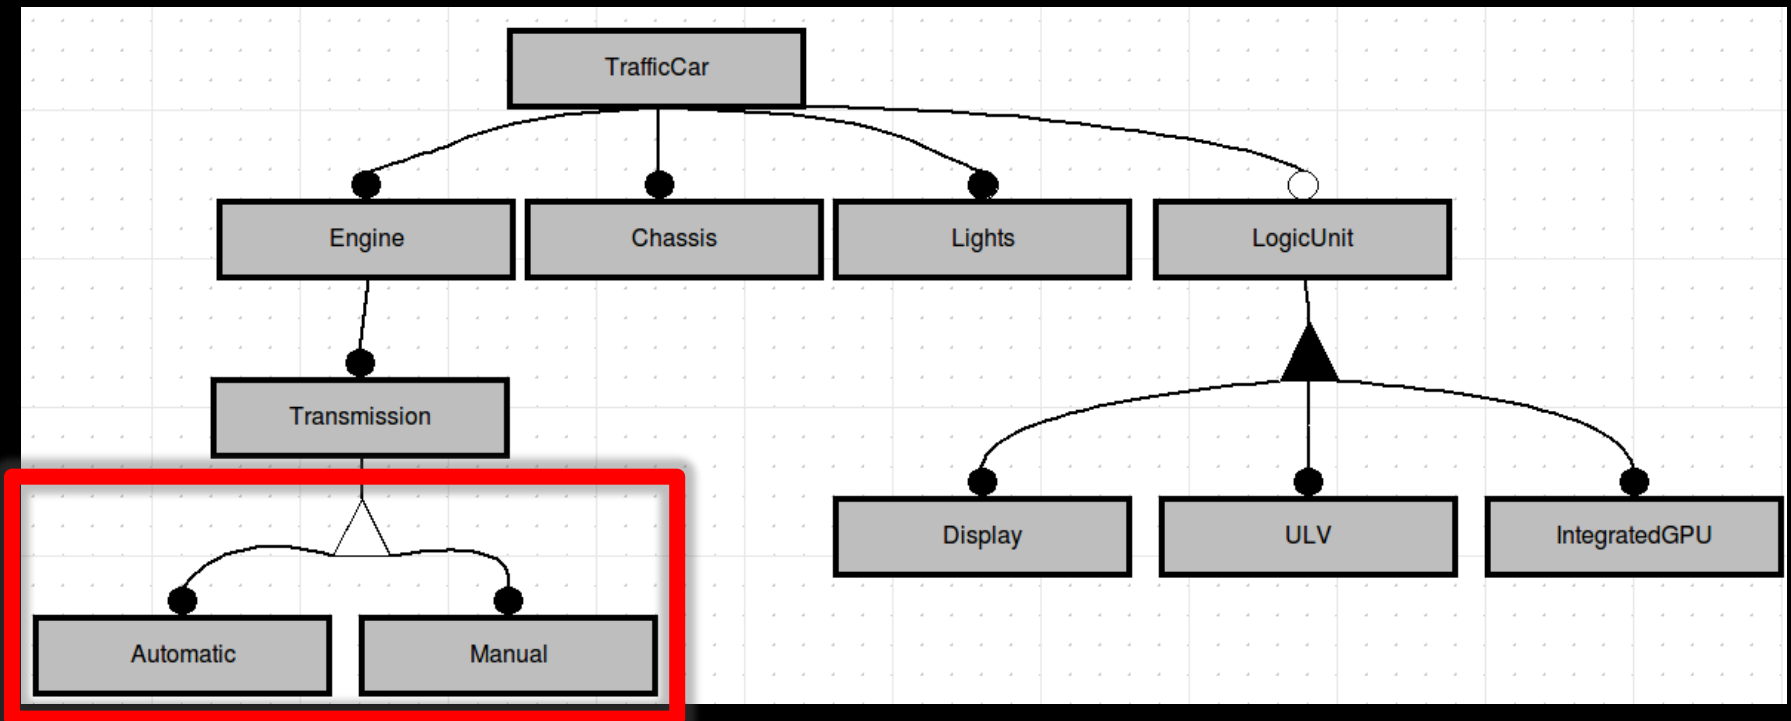 TrafficCar
Engine
Chassis
Lights
LogicUnit
Transmission
Display
ULV
IntegratedGPU
Automatic
Manual